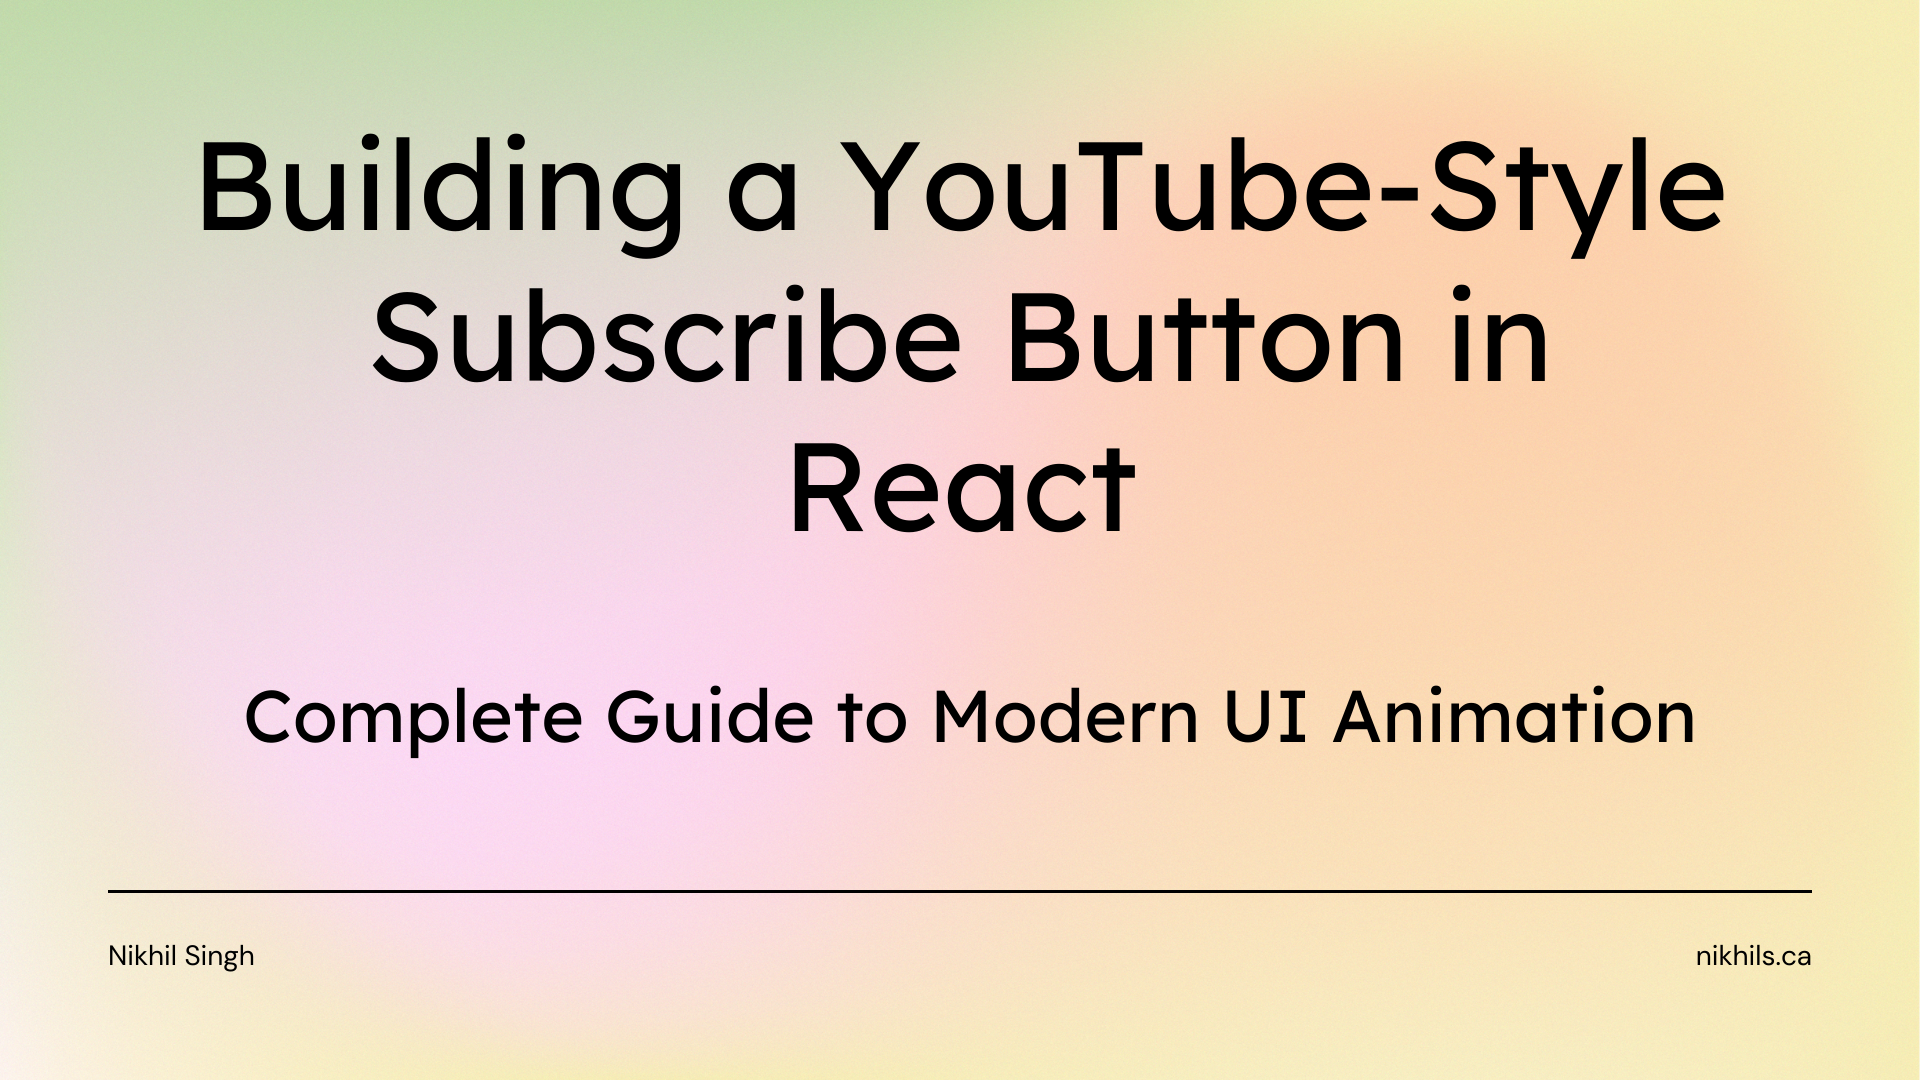 Building a YouTube-Style
Subscribe Button in
React
Complete Guide to Modern UI Animation
Nikhil Singh
nikhils.ca